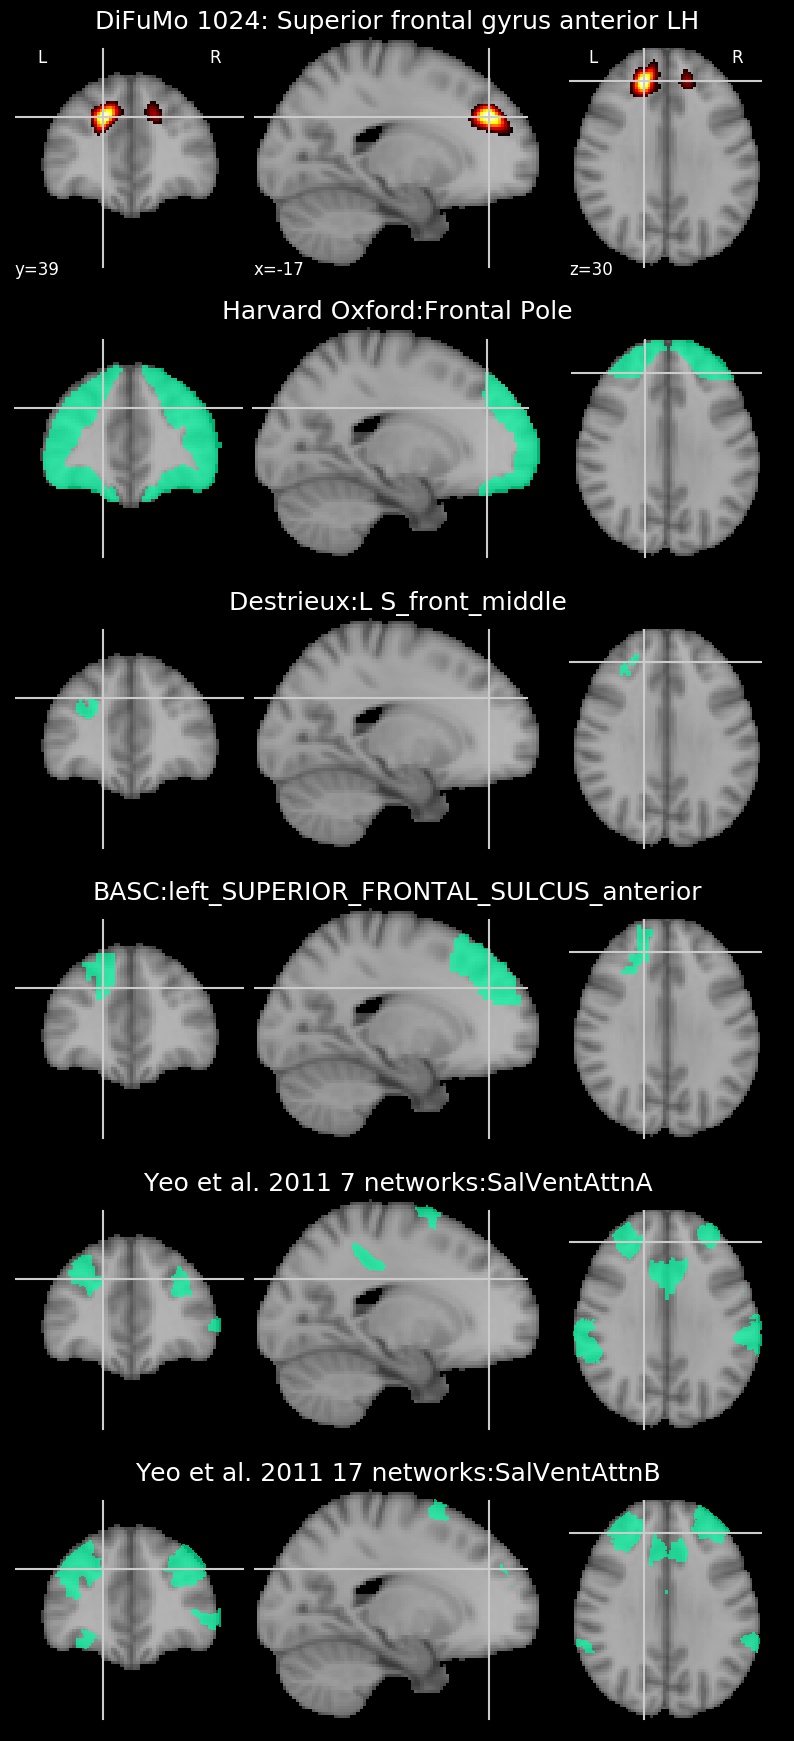 DiFuMo 1024: Superior frontal gyrus anterior LH
L R L R
y=39 x=-17 z=30
Harvard Oxford:Frontal Pole
Destrieux:L S_front_middle
BASC:left_SUPERIOR_FRONTAL_SULCUS_anterior
Yeo et al. 2011 7 networks:SalVentAttnA
Yeo et al. 2011 17 networks:SalVentAttnB